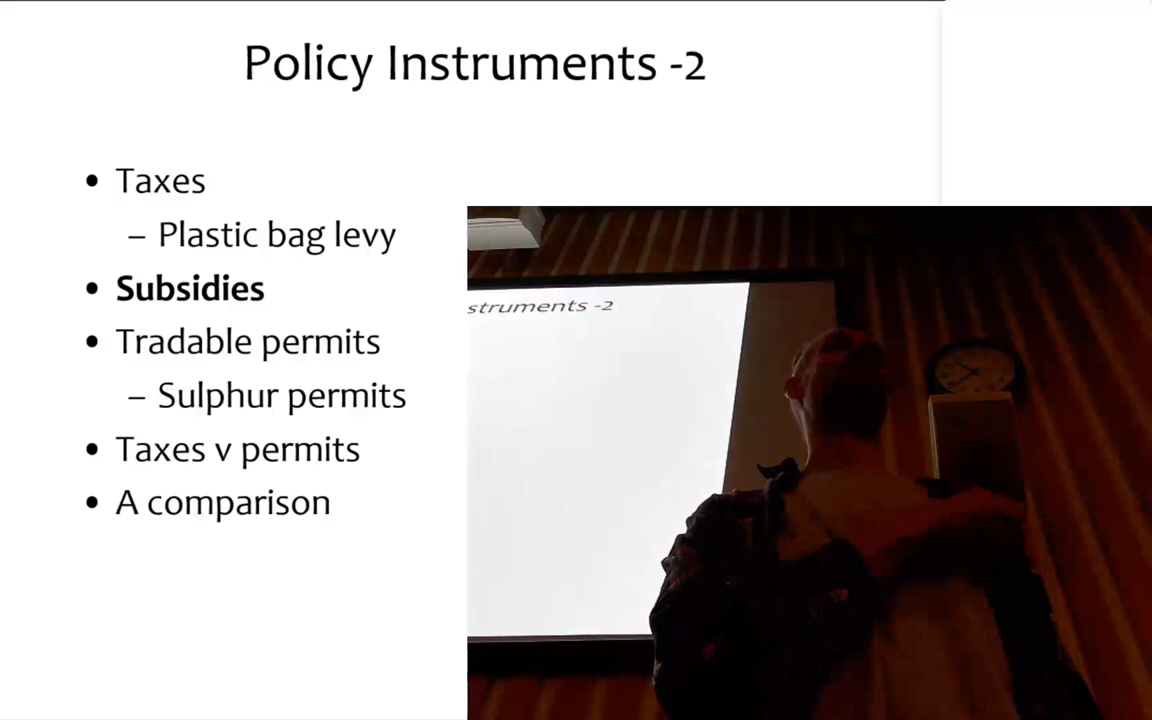 Policy Instruments -2
• Taxes
– Plastic bag levy
• Subsidies
• Tradable permits
– Sulphur permits
• Taxes v permits
• A comparison
struments -2